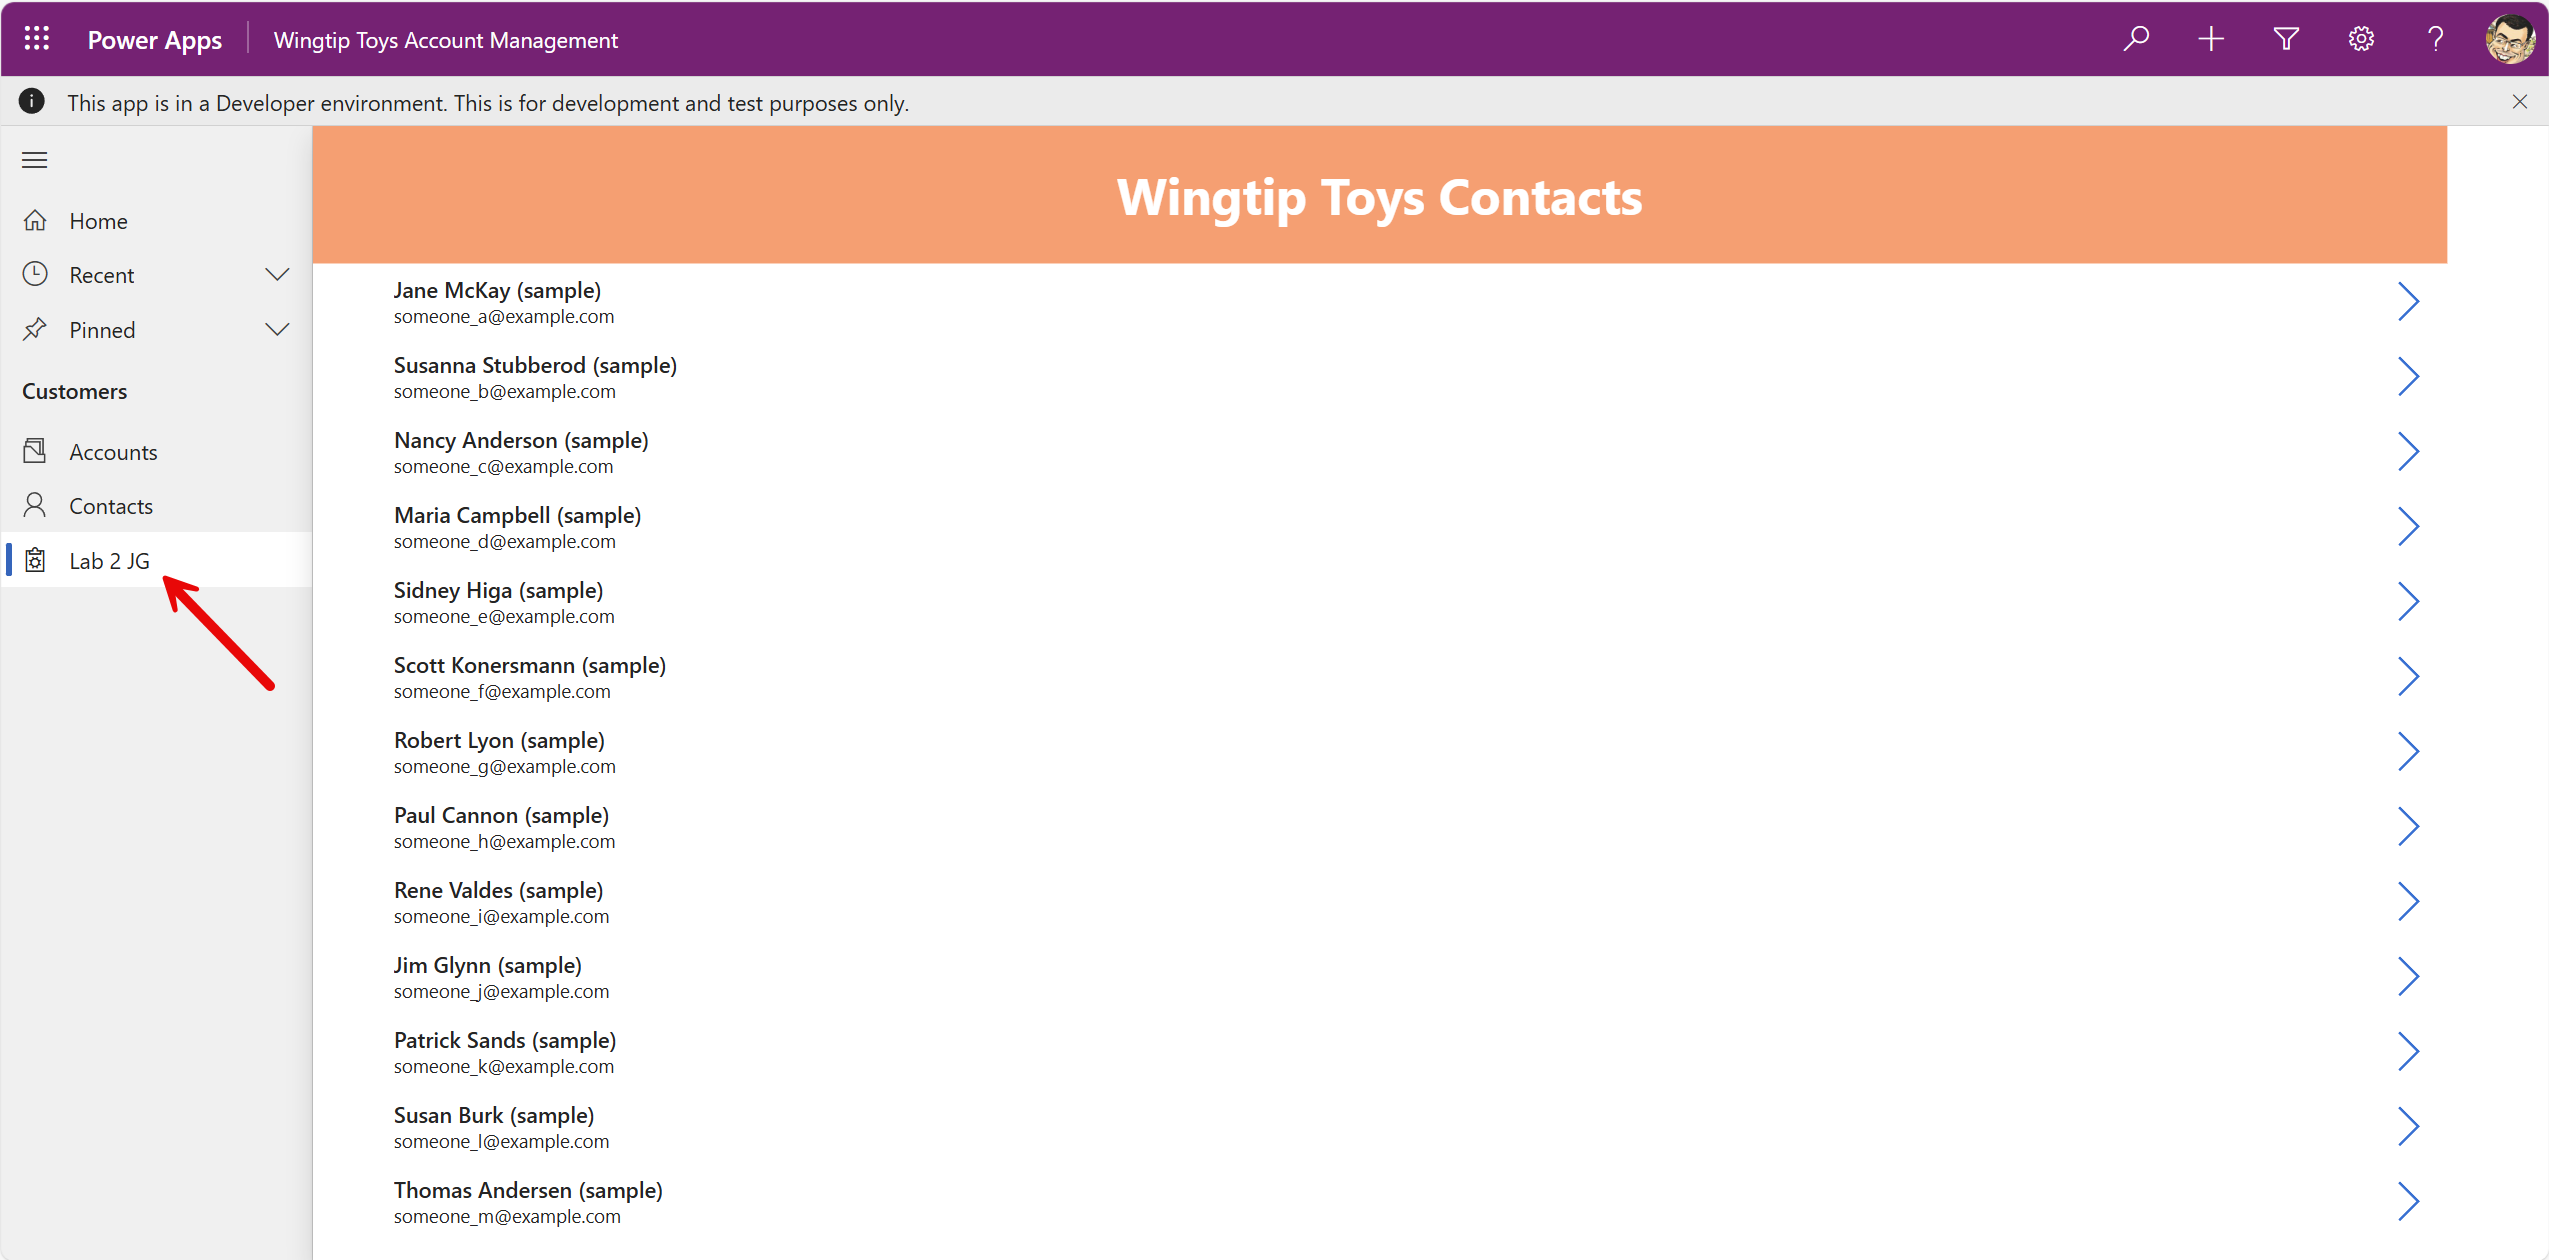 Power Apps
Wingtip Toys Account Management
This app is in a Developer environment. This is for development and test purposes only.
Home
Recent
Pinned
Customers
Accounts
Contacts
Lab 2 JG
Wingtip Toys Contacts
Jane McKay (sample)
someone_a@example.com
Susanna Stubberod (sample)
someone_b@example.com
Nancy Anderson (sample)
someone_c@example.com
Maria Campbell (sample)
someone_d@example.com
Sidney Higa (sample)
someone_e@example.com
Scott Konersmann (sample)
someone_f@example.com
Robert Lyon (sample)
someone_g@example.com
Paul Cannon (sample)
someone_h@example.com
Rene Valdes (sample)
someone_i@example.com
Jim Glynn (sample)
someone_j@example.com
Patrick Sands (sample)
someone_k@example.com
Susan Burk (sample)
someone_l@example.com
Thomas Andersen (sample)
someone_m@example.com